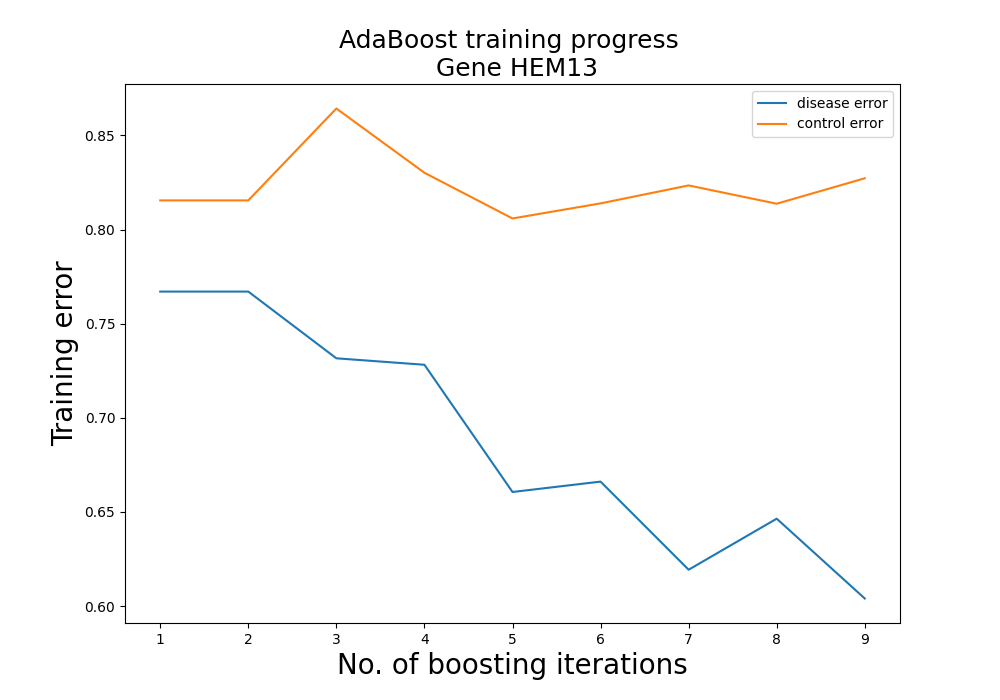 AdaBoost training progress
Gene HEM13
disease error
control error
Training error
0.85
0.80
0.75
0.70
0.65
0.60
1 2 3 4 5 6 7 8 9
No. of boosting iterations